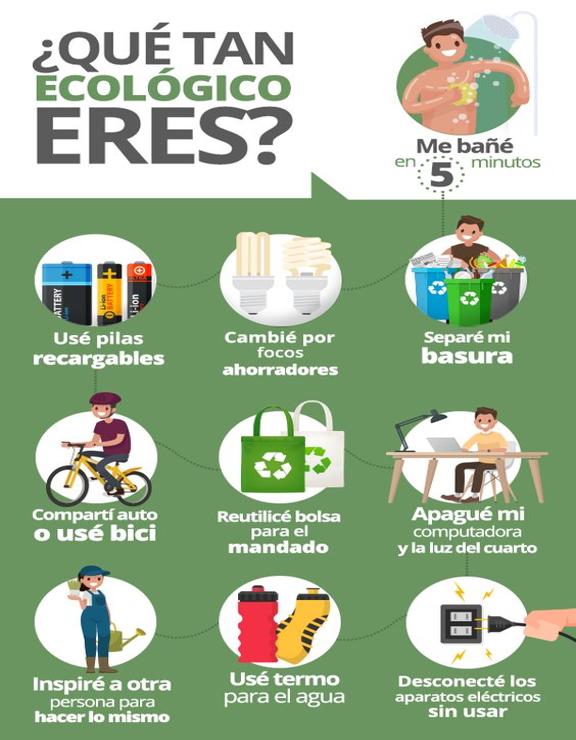 ¿QUÉ TAN
ECOLÓGICO
ERES?
Me bañé
en 5 minutos
Separé mi
basura
Cambié por
focos
ahorradores
BATTERY
Li-ion
BATTERY
ULTRA
Li-ion
Usé pilas
recargables
Compartí auto
o usé bici
Reutilicé bolsa
para el
mandado
Apagué mi
computadora
y la luz del cuarto
Desconecté los
aparatos eléctricos
sin usar
Usé termo
para el agua
Inspiré a otra
persona para
hacer lo mismo